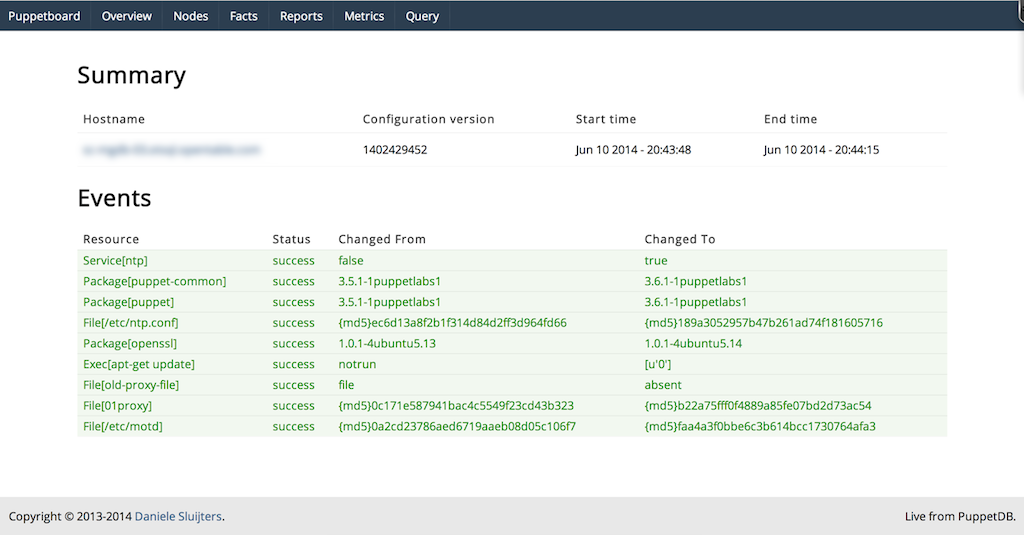 Puppetboard Overview Nodes Facts Reports Metrics Query
Summary
Hostname Configuration version Start time End time
1402429452 Jun 10 2014 - 20:43:48 Jun 10 2014 - 20:44:15
Events
Resource Status Changed From Changed To
Service[ntp] success false true
Package[puppet-common] success 3.5.1-1puppetlabs1 3.6.1-1puppetlabs1
Package[puppet] success 3.5.1-1puppetlabs1 3.6.1-1puppetlabs1
File[/etc/ntp.conf] success {md5}ec6d13a8f2b1f314d84d2ff3d964fd66 {md5}189a3052957b47b261ad74f181605716
Package[openssl] success 1.0.1-4ubuntu5.13 1.0.1-4ubuntu5.14
Exec[apt-get update] success notrun [u'0']
File[old-proxy-file] success file absent
File[01proxy] success {md5}0c171e587941bac4c5549f23cd43b323 {md5}b22a75fff0f4889a85fe07bd2d73ac54
File[/etc/motd] success {md5}0a2cd23786aed6719aaeb08d05c106f7 {md5}faa4a3f0bbe6c3b614bcc1730764afa3
Copyright © 2013-2014 Daniele Sluijters. Live from PuppetDB.